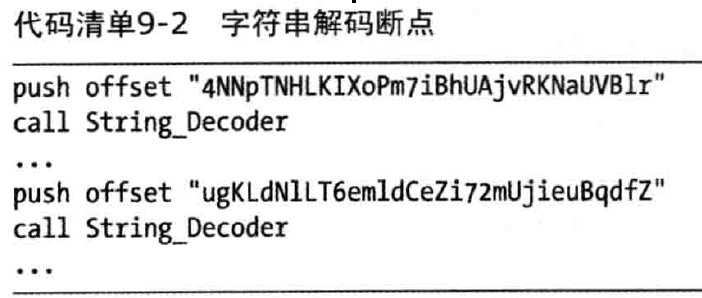 代码清单9-2 字符串解码断点
push offset "4NNpTNHLKIXoPm7iBhUAjvRKNaUVBlr"
call String_Decoder
...
push offset "ugKLdNlLT6emldCeZi72mUjieuBqdfZ"
call String_Decoder
...